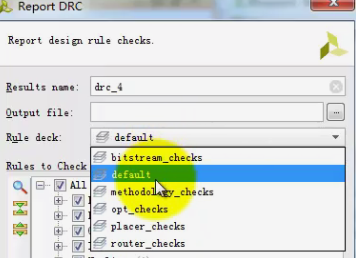 Report DRC
Report design rule checks.
Results name: drc_4
Output file:
...
Rule deck: default
bitstream_checks
default
methodology_checks
opt_checks
placer_checks
router_checks
Rules to Check
All